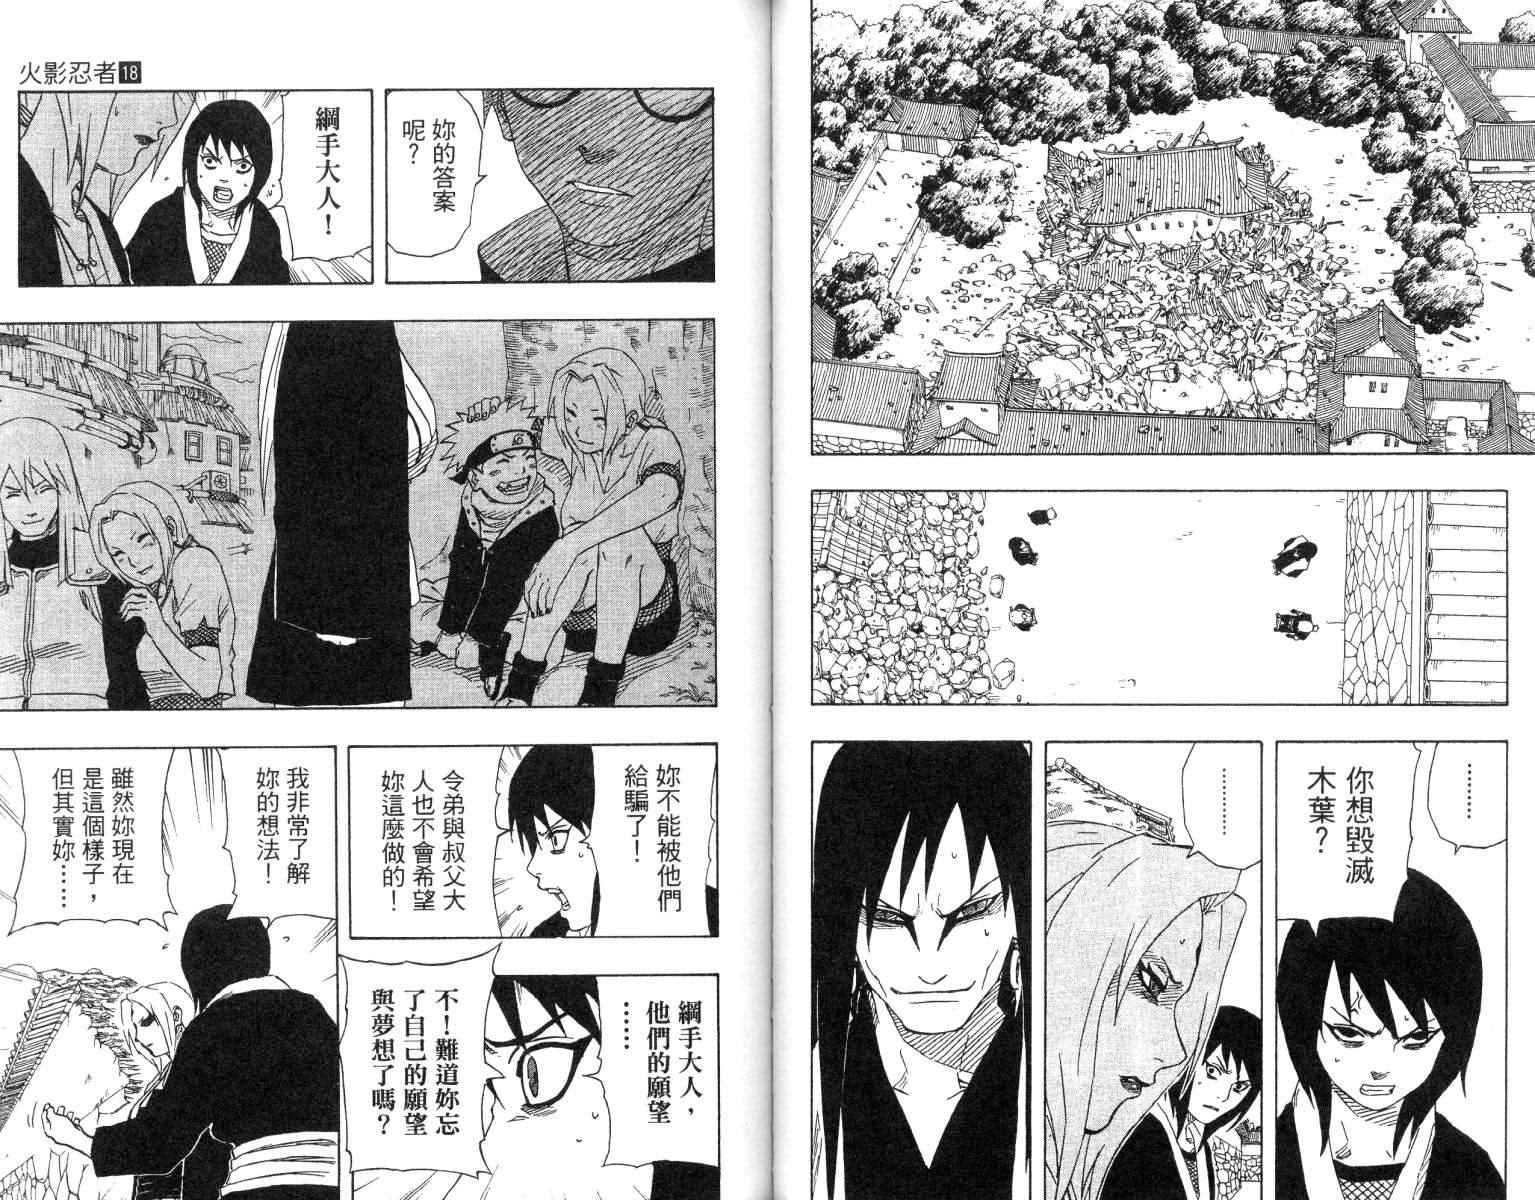 ………
你想毀滅
木葉？
………
火影忍者18
妳的答案
呢？
綱手大人！
妳不能被他們
給騙了！
令弟與叔父大
人也不會希望
妳這麼做的！
我非常了解
妳的想法！
雖然妳現在
是這個樣子，
但其實妳……
綱手大人，
他們的願望
……
不！難道妳忘
了自己的願望
與夢想了嗎？